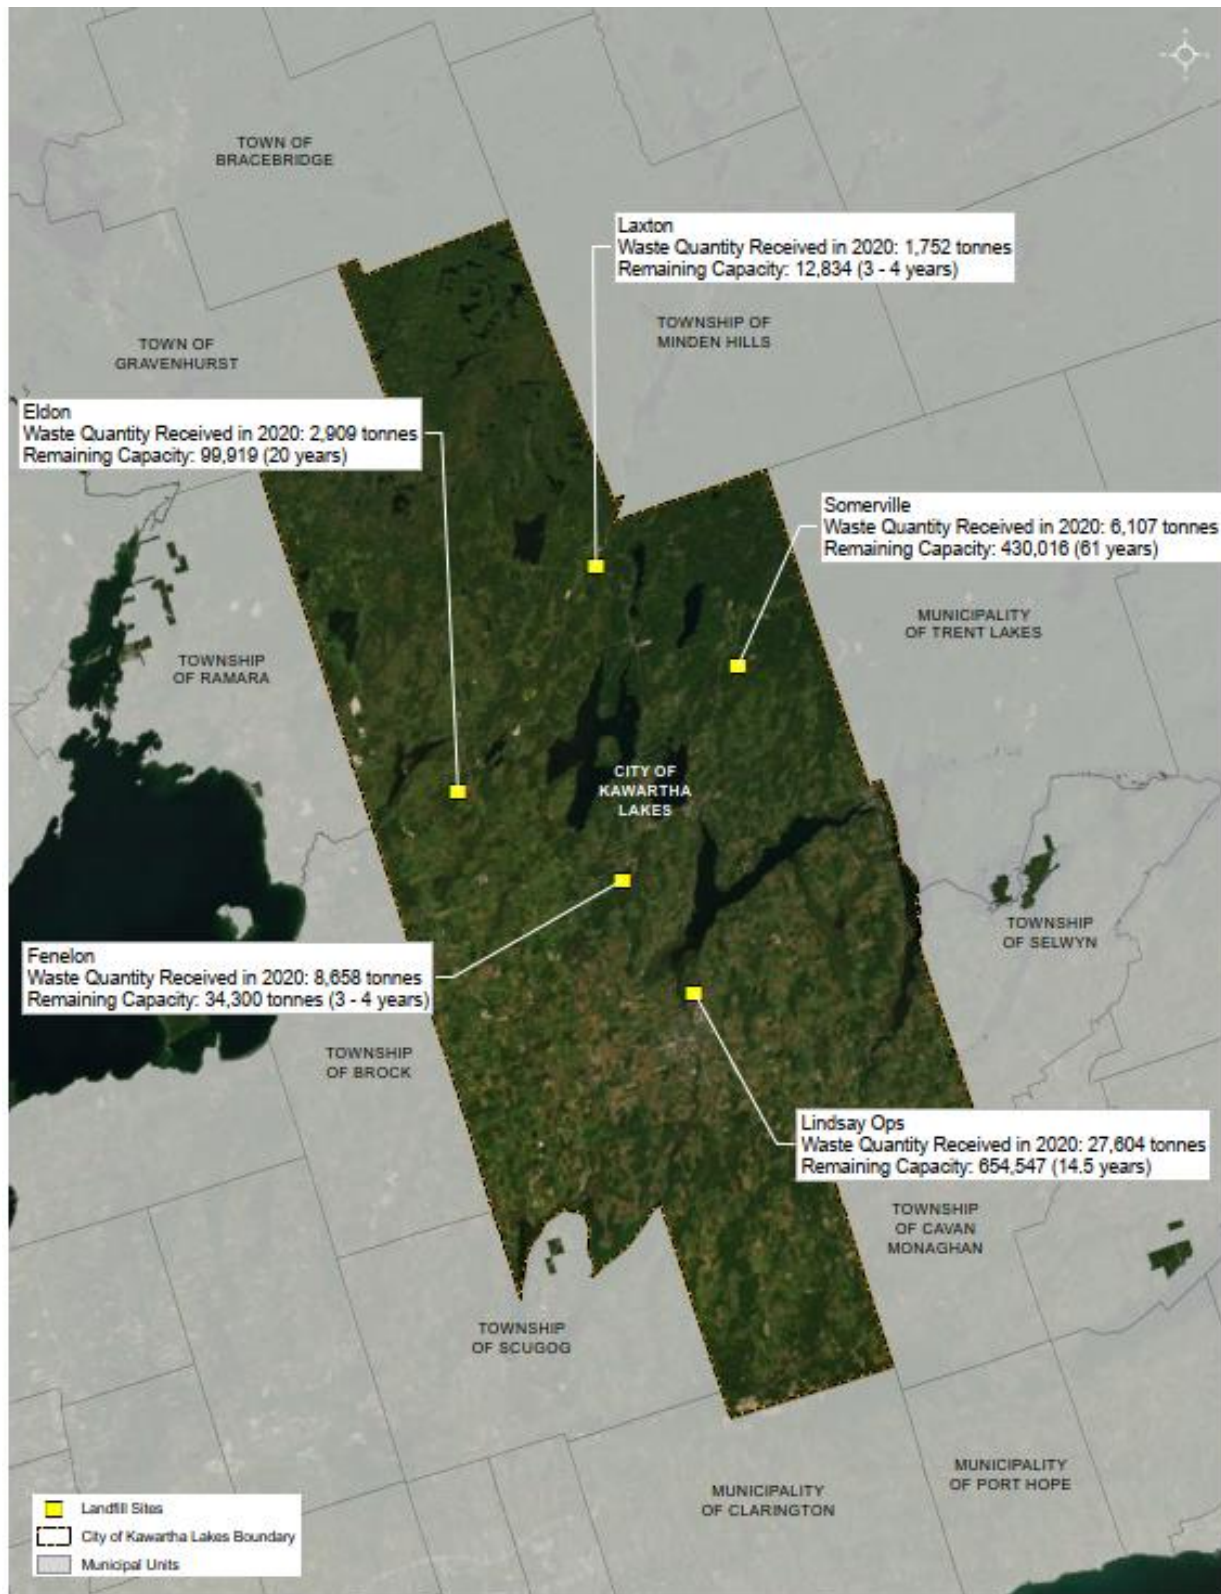 TOWN OF
BRACEBRIDGE
Laxton
Waste Quantity Received in 2020: 1,752 tonnes
Remaining Capacity: 12,834 (3 - 4 years)
TOWNSHIP OF
MINDEN HILLS
TOWN OF
GRAVENHURST
Eldon
Waste Quantity Received in 2020: 2,909 tonnes
Remaining Capacity: 99,919 (20 years)
Somerville
Waste Quantity Received in 2020: 6,107 tonnes
Remaining Capacity: 430,016 (61 years)
MUNICIPALITY
OF TRENT LAKES
TOWNSHIP
OF RAMARA
CITY OF
KAWARTHA
LAKES
TOWNSHIP
OF SELWYN
Fenelon
Waste Quantity Received in 2020: 8,658 tonnes
Remaining Capacity: 34,300 tonnes (3 - 4 years)
TOWNSHIP
OF BROCK
Lindsay Ops
Waste Quantity Received in 2020: 27,604 tonnes
Remaining Capacity: 654,547 (14.5 years)
TOWNSHIP
OF CAVAN
MONAGHAN
TOWNSHIP
OF SCUGOG
MUNICIPALITY
OF PORT HOPE
MUNICIPALITY
OF CLARINGTON
Landfill Sites
City of Kawartha Lakes Boundary
Municipal Units